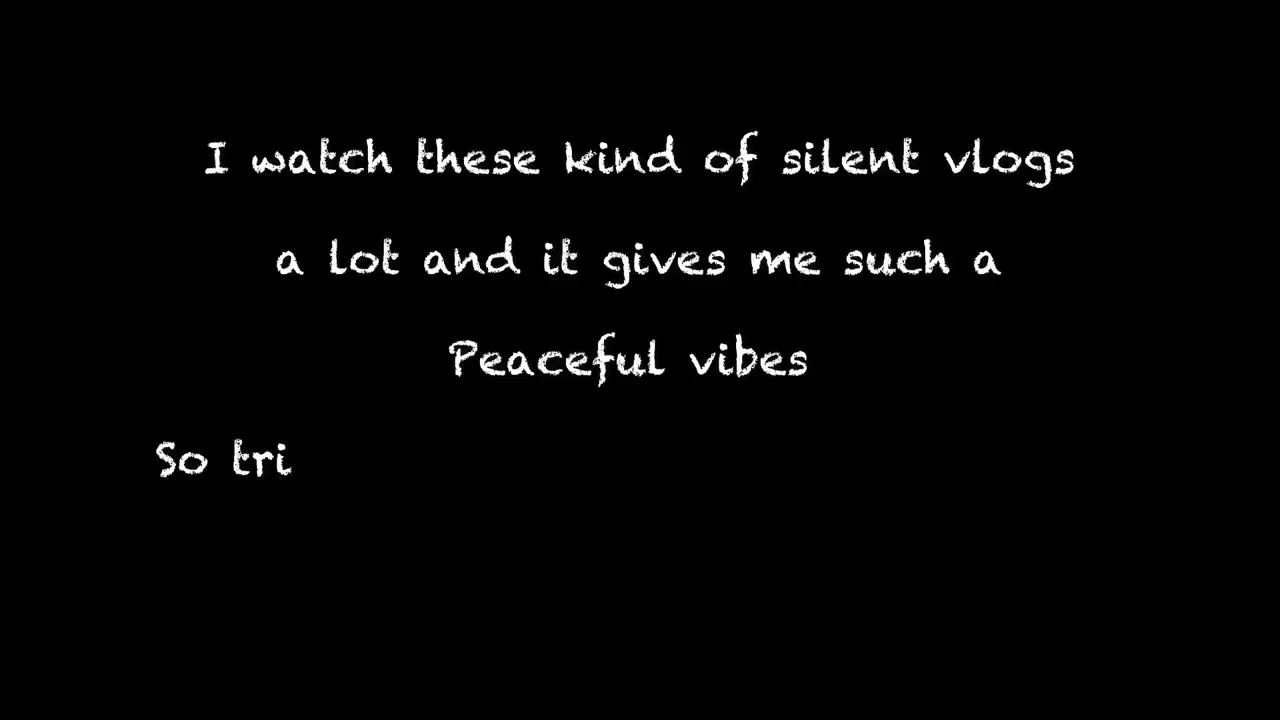 I watch these kind of silent vlogs
a lot and it gives me such a
Peaceful vibes
So tri